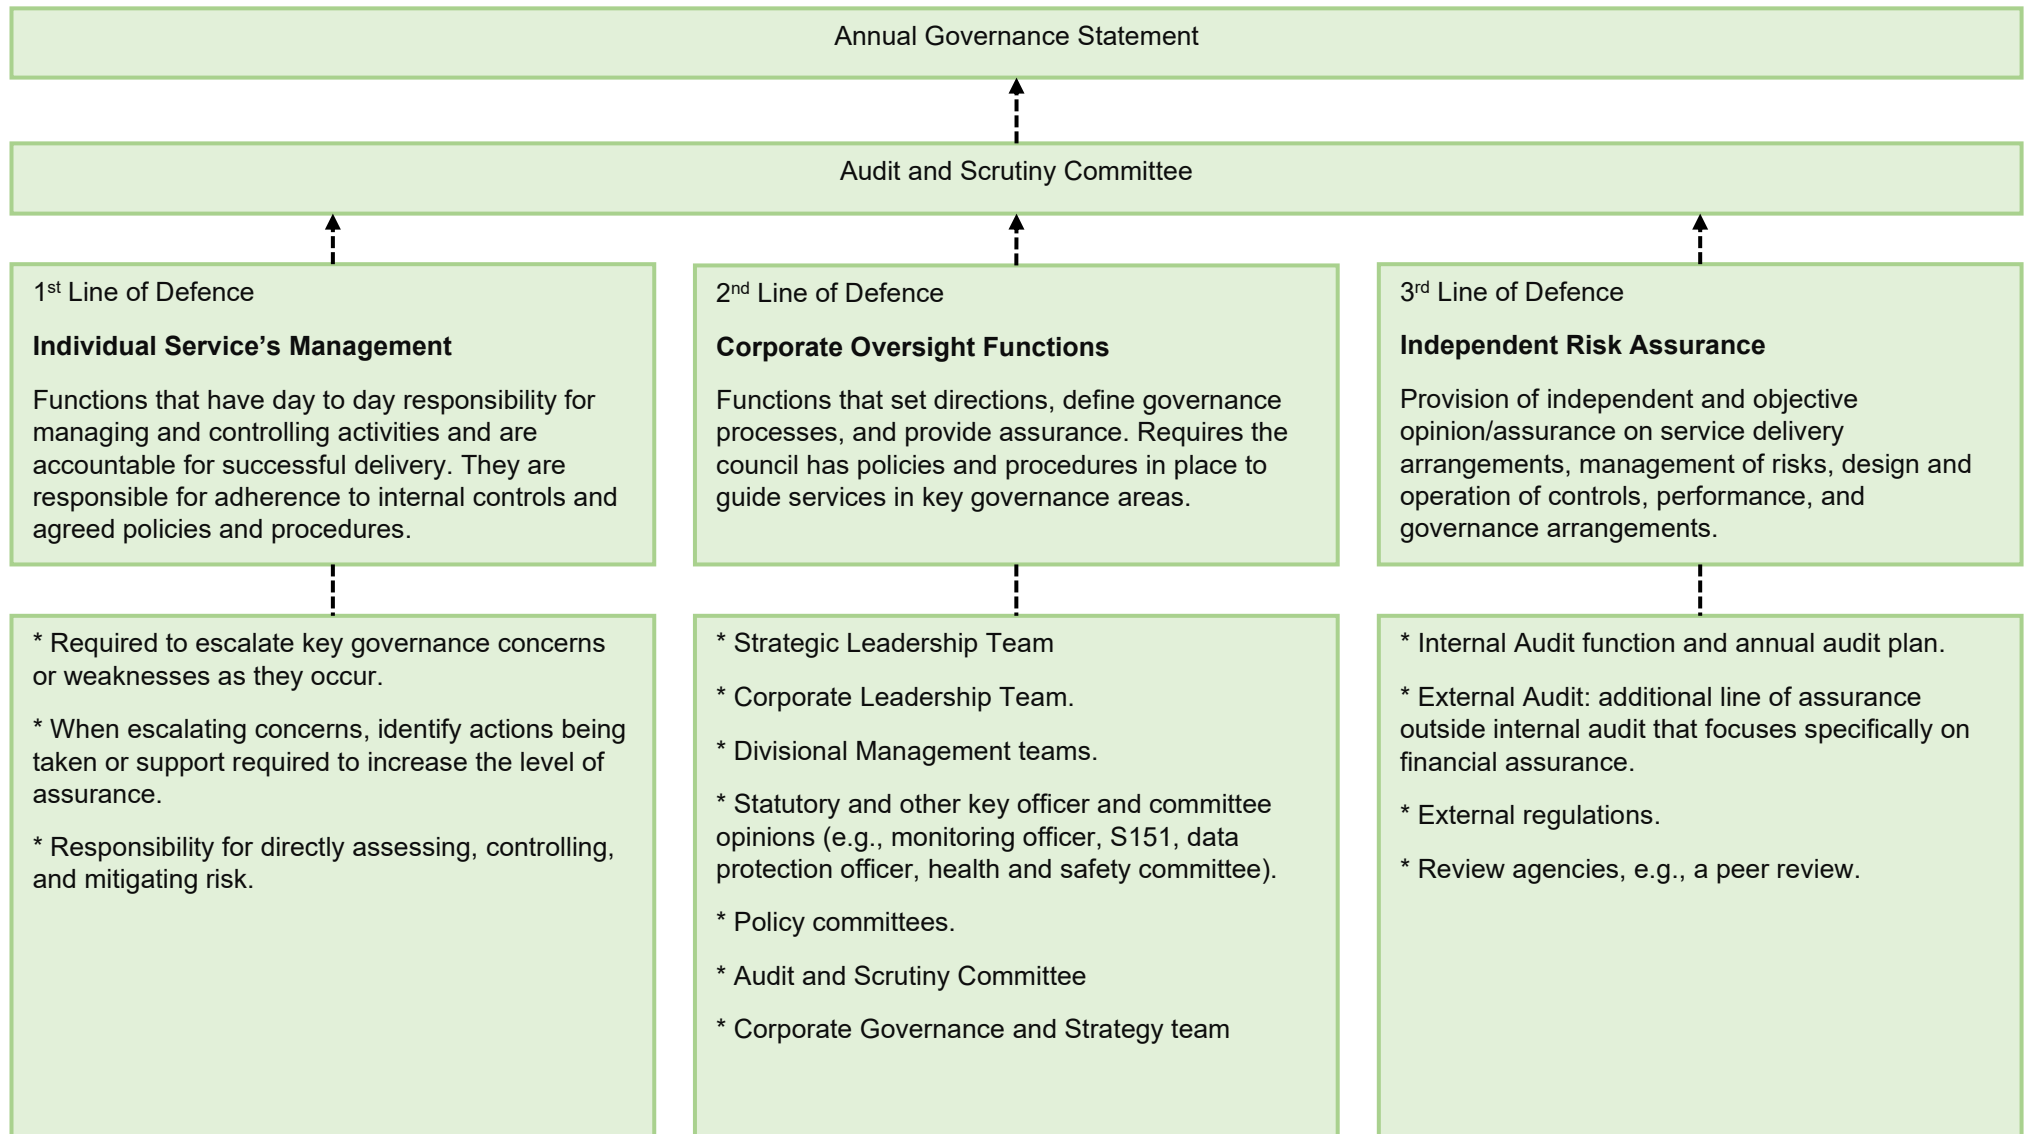 Annual Governance Statement
Audit and Scrutiny Committee
1st Line of Defence
Individual Service’s Management
Functions that have day to day responsibility for
managing and controlling activities and are
accountable for successful delivery. They are
responsible for adherence to internal controls and
agreed policies and procedures.
* Required to escalate key governance concerns
or weaknesses as they occur.
* When escalating concerns, identify actions being
taken or support required to increase the level of
assurance.
* Responsibility for directly assessing, controlling,
and mitigating risk.
2nd Line of Defence
Corporate Oversight Functions
Functions that set directions, define governance
processes, and provide assurance. Requires the
council has policies and procedures in place to
guide services in key governance areas.
* Strategic Leadership Team
* Corporate Leadership Team.
* Divisional Management teams.
* Statutory and other key officer and committee
opinions (e.g., monitoring officer, S151, data
protection officer, health and safety committee).
* Policy committees.
* Audit and Scrutiny Committee
* Corporate Governance and Strategy team
3rd Line of Defence
Independent Risk Assurance
Provision of independent and objective
opinion/assurance on service delivery
arrangements, management of risks, design and
operation of controls, performance, and
governance arrangements.
* Internal Audit function and annual audit plan.
* External Audit: additional line of assurance
outside internal audit that focuses specifically on
financial assurance.
* External regulations.
* Review agencies, e.g., a peer review.